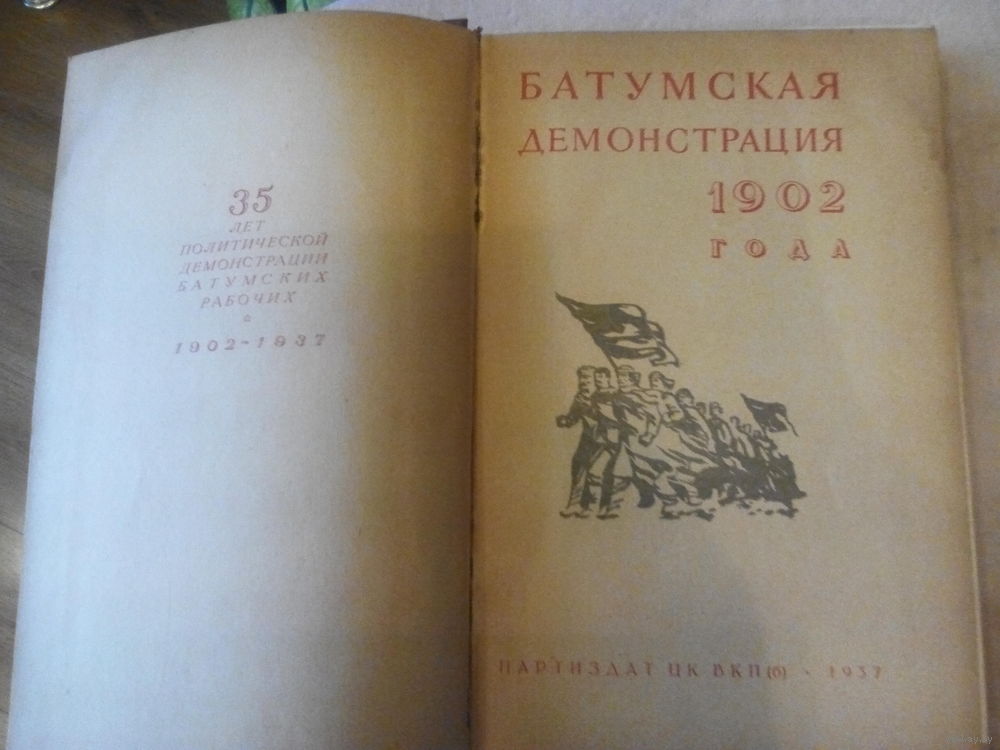 35
ЛЕТ
ПОЛИТИЧЕСКОЙ
ДЕМОНСТРАЦИИ
БАТУМСКИХ
РАБОЧИХ
1902-1937
БАТУМСКАЯ
ДЕМОНСТРАЦИЯ
1902
ГОДА
ПАРТИЗДАТ ЦК ВКП(б) • 1937